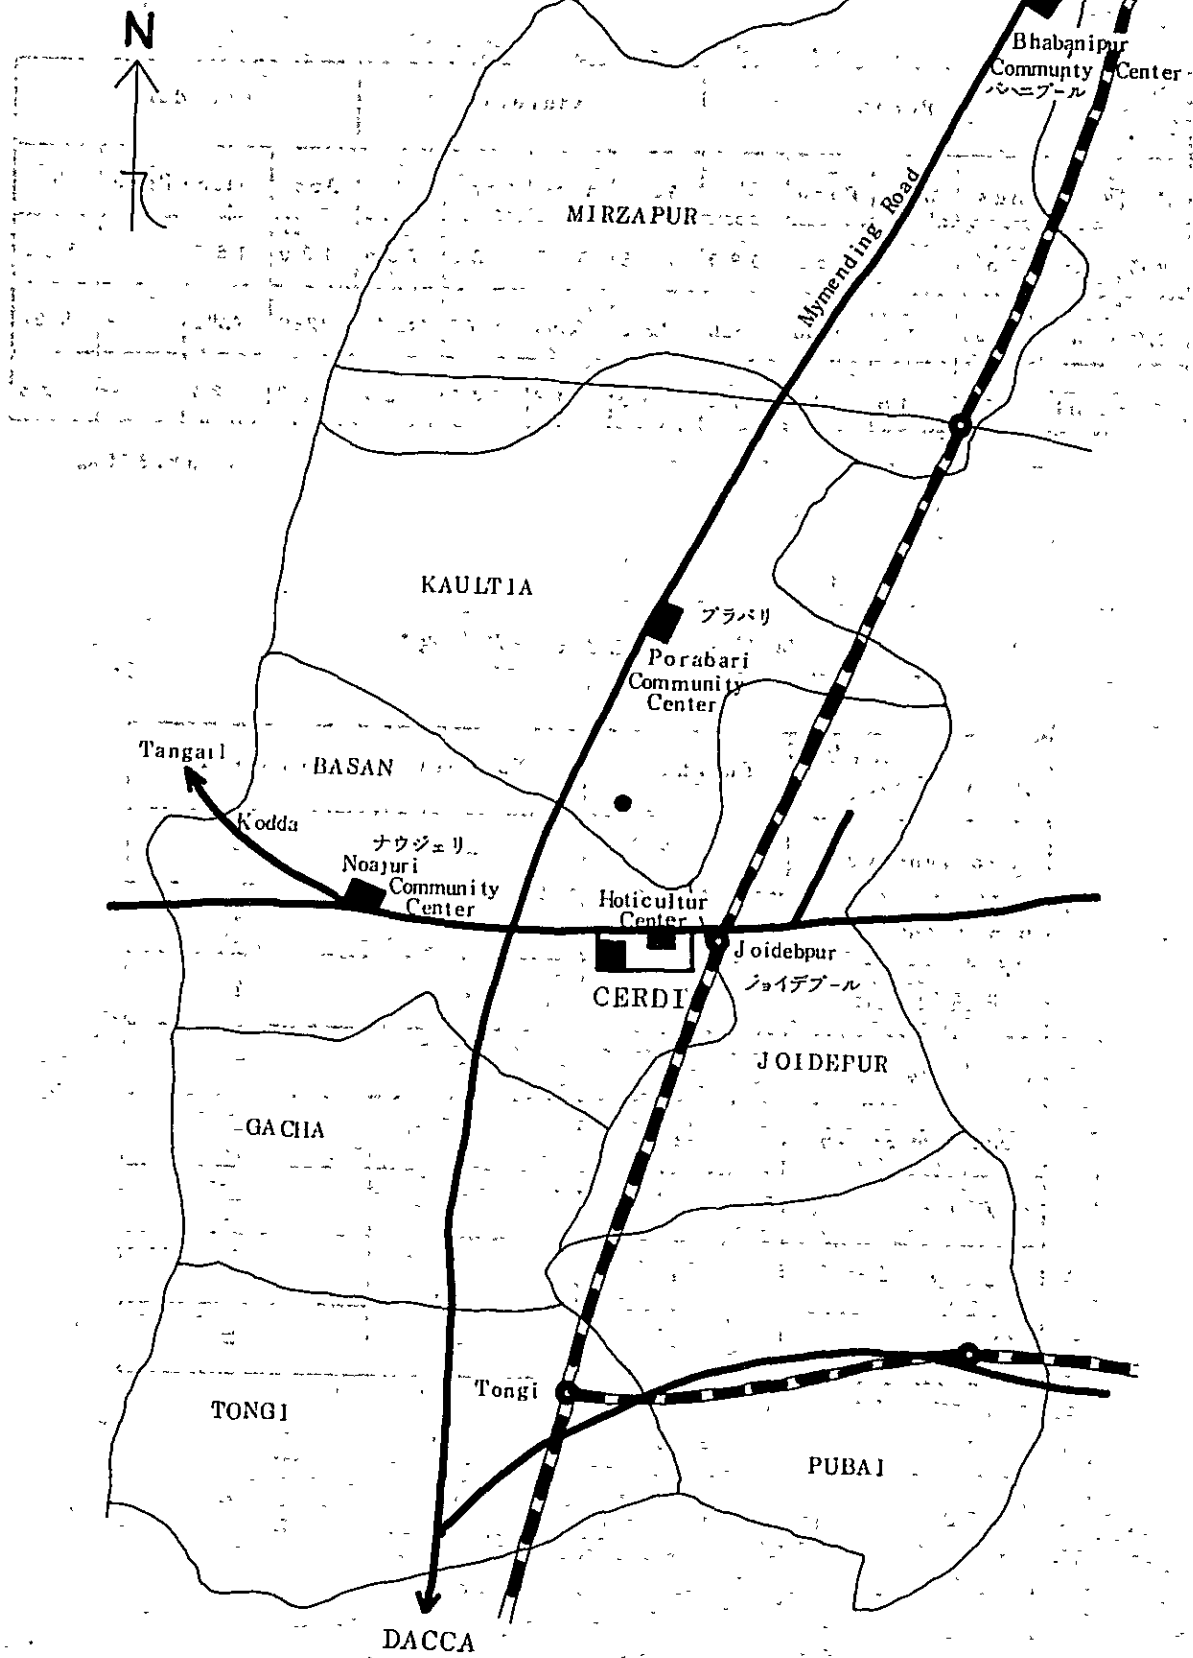 N
Bhabanipur
Communty Center
バハニプール
MIRZAPUR
Mymending Road
KAULTIA
プラバリ
Porabari
Community
Center
Tangail
BASAN
Kodda
ナウジェリ
Noajuri
Community
Center
Hoticultur
Center
Joidebpur
ジョイデプール
CERDI
JOIDEPUR
GACHA
Tongi
TONGI
PUBAI
DACCA